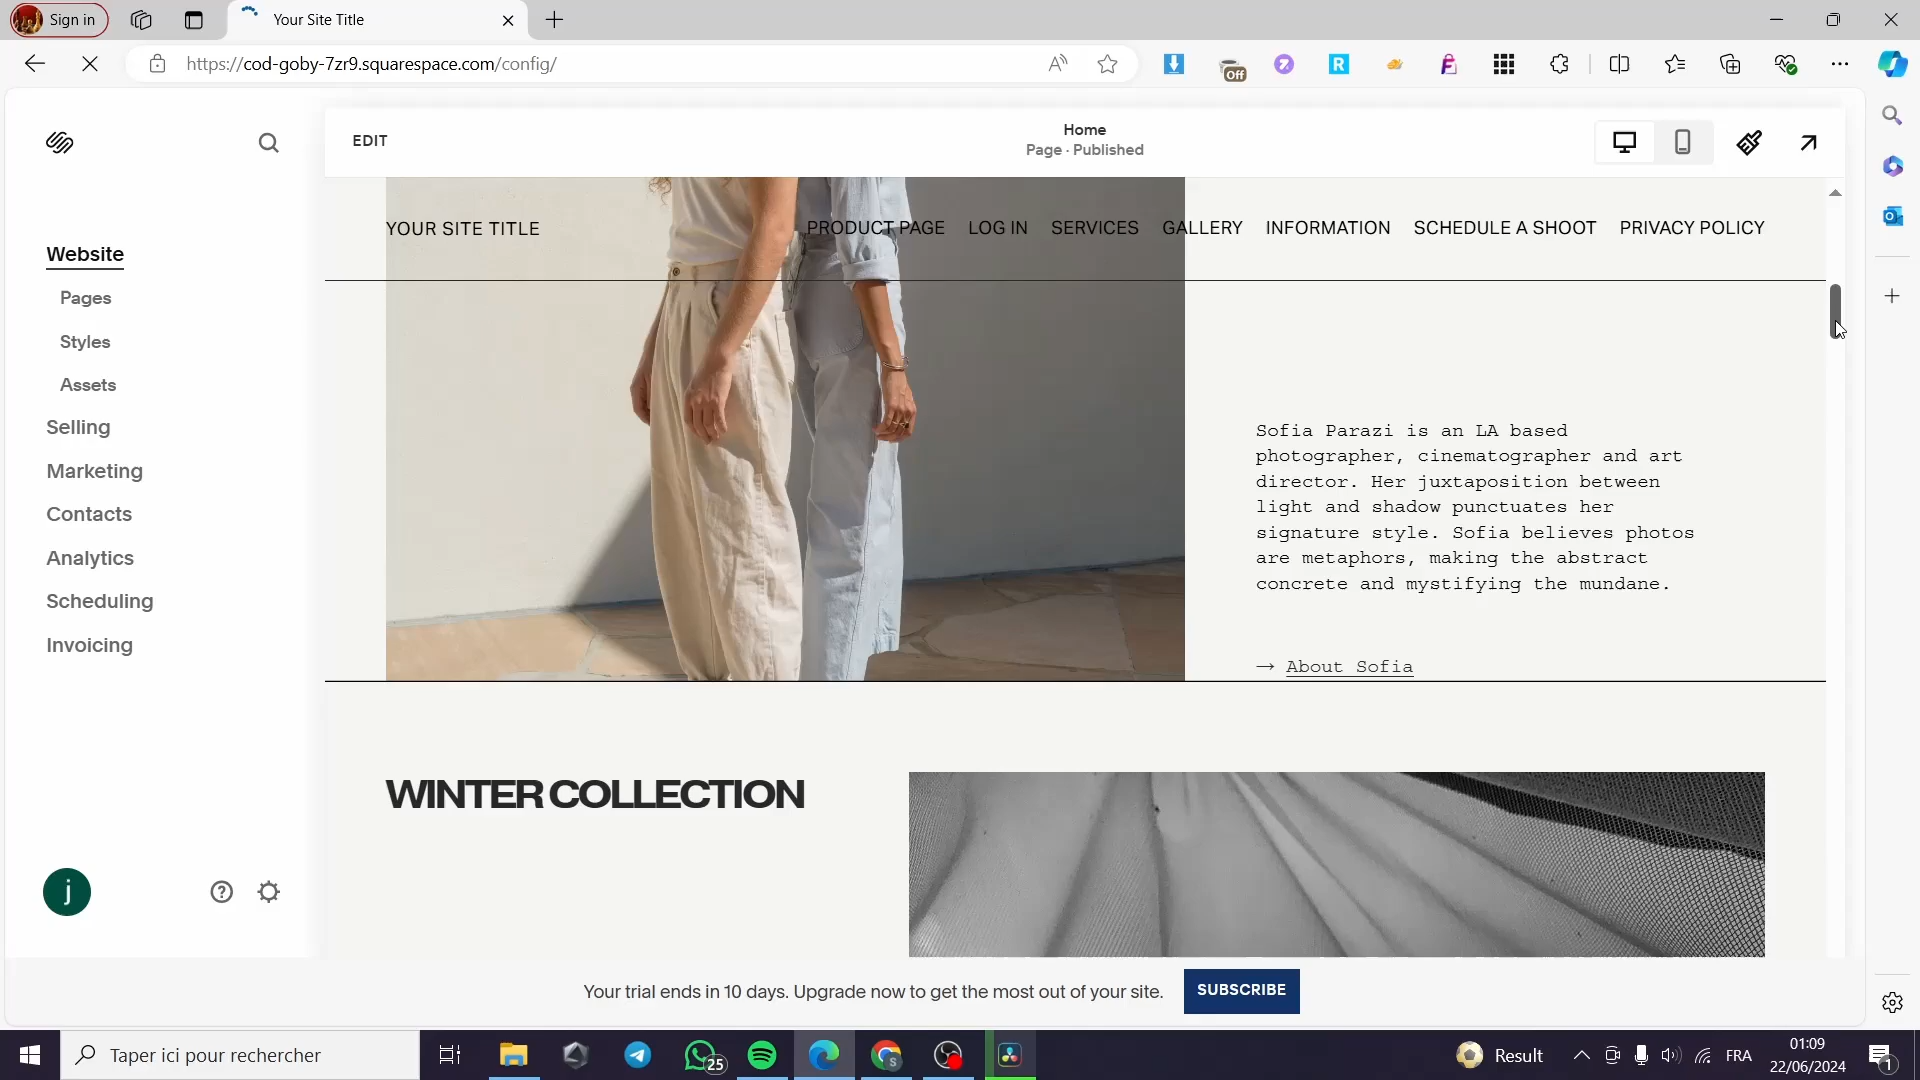 Sign in
Your Site Title
https://cod-goby-7zr9.squarespace.com/config/
Off
EDIT
Home
Page · Published
Website
Pages
Styles
Assets
Selling
Marketing
Contacts
Analytics
Scheduling
Invoicing
j
YOUR SITE TITLE
PRODUCT PAGE LOG IN SERVICES GALLERY INFORMATION SCHEDULE A SHOOT PRIVACY POLICY
Sofia Parazi is an LA based
photographer, cinematographer and art
director. Her juxtaposition between
light and shadow punctuates her
signature style. Sofia believes photos
are metaphors, making the abstract
concrete and mystifying the mundane.
→ About Sofia
WINTER COLLECTION
Your trial ends in 10 days. Upgrade now to get the most out of your site.
SUBSCRIBE
Taper ici pour rechercher
25
S
Result
FRA
01:09
22/06/2024
1